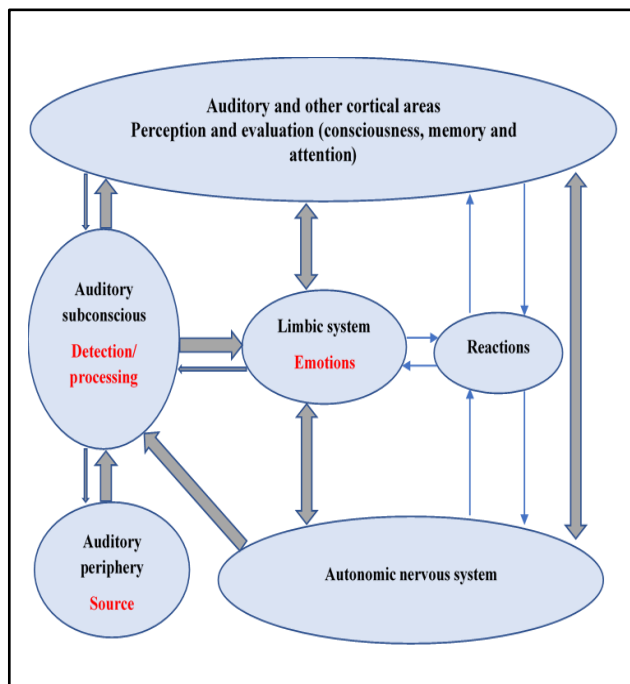 Auditory and other cortical areas
Perception and evaluation (consciousness, memory and
attention)
Auditory
subconscious
Detection/
processing
Limbic system
Emotions
Reactions
Auditory
periphery
Source
Autonomic nervous system